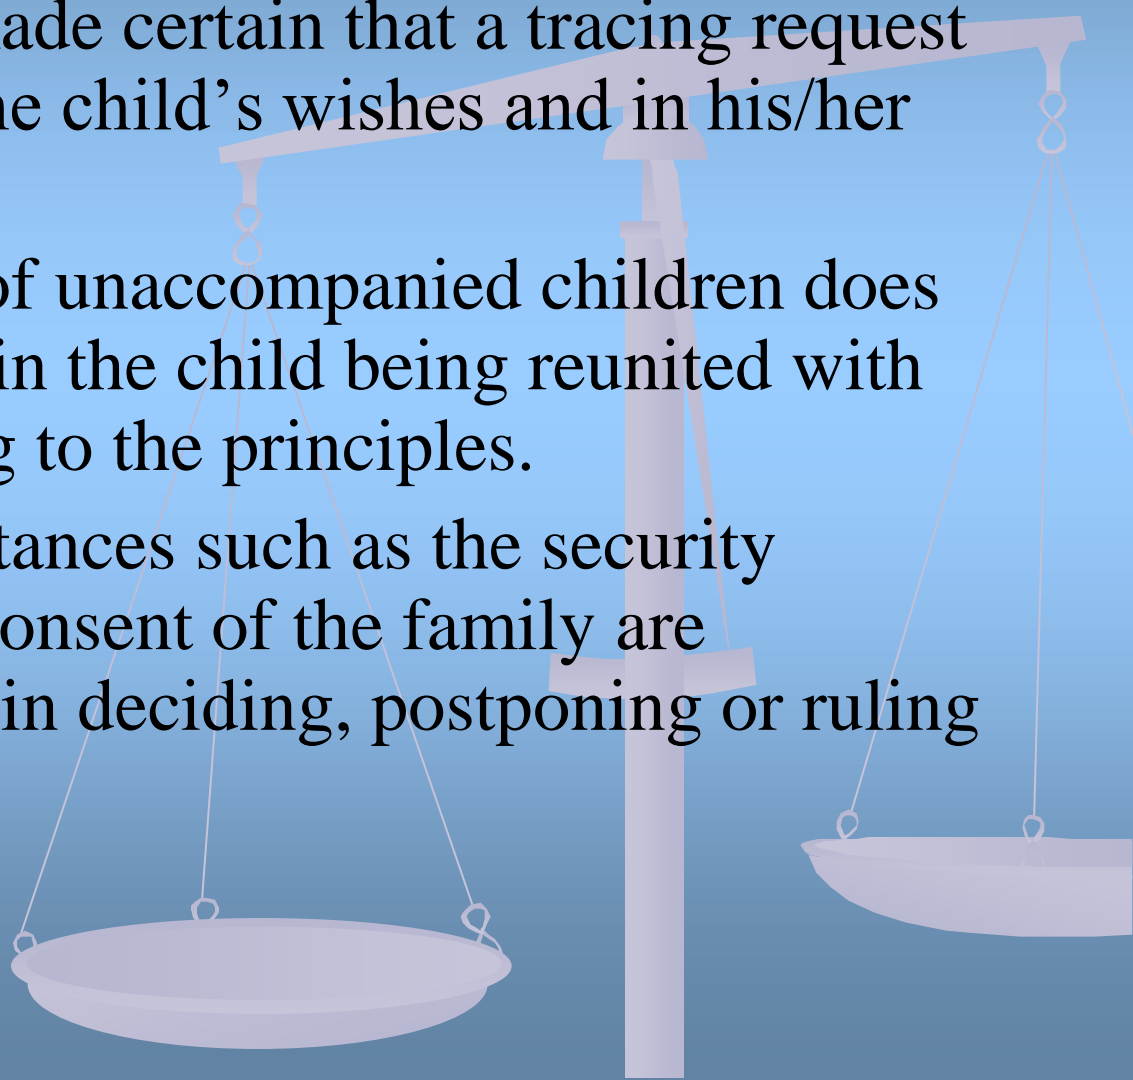 ade certain that a tracing request
e child’s wishes and in his/her
of unaccompanied children does
in the child being reunited with
g to the principles.
tances such as the security
onsent of the family are
in deciding, postponing or ruling